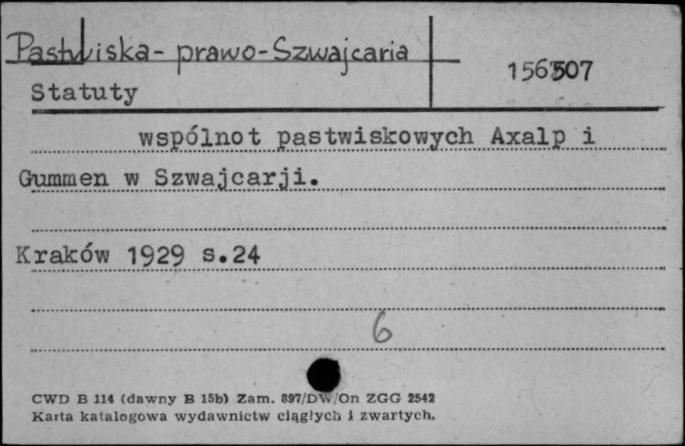 Pastwiska - prawo - Szwajcaria
156507
Statuty
wspólnot pastwiskowych Axalp i
Gummen w Szwajcarji.
Kraków 1929 s.24
6
CWD B 114 (dawny B 15b) Zam. 897/DW/On ZGG 2542
Karta katalogowa wydawnictw ciągłych i zwartych.